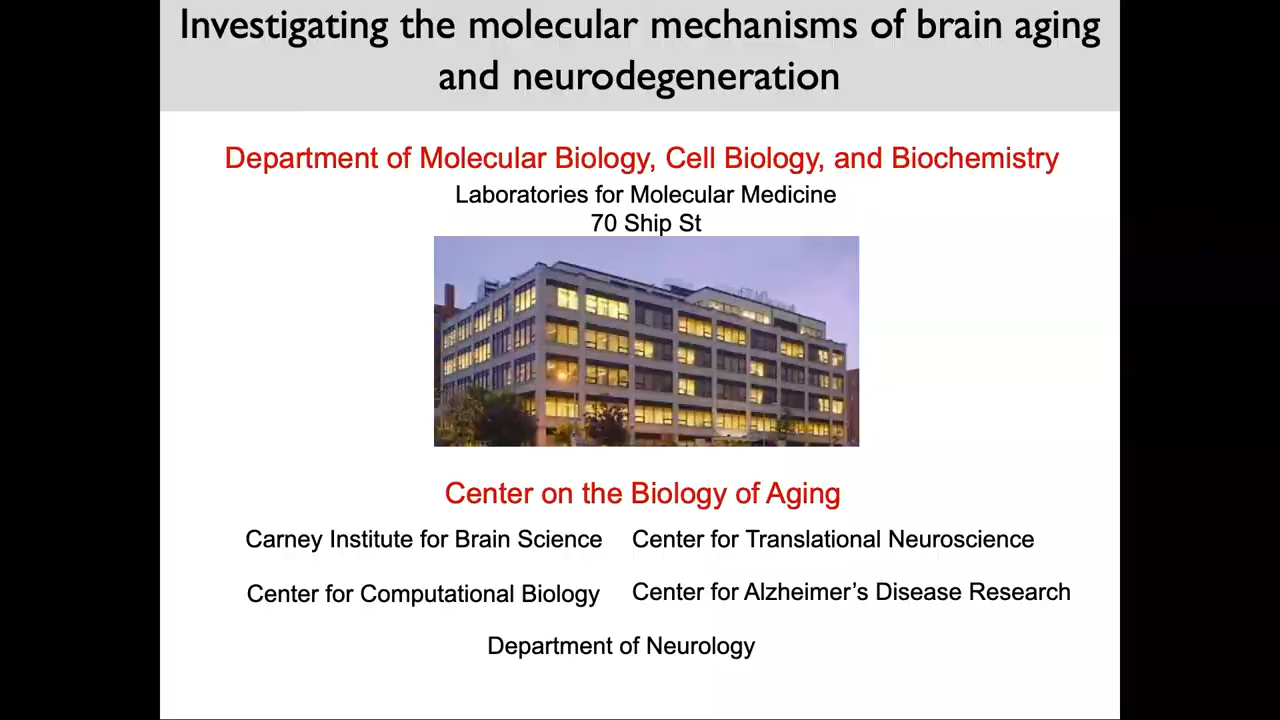 Investigating the molecular mechanisms of brain aging
and neurodegeneration
Department of Molecular Biology, Cell Biology, and Biochemistry
Laboratories for Molecular Medicine
70 Ship St
Center on the Biology of Aging
Carney Institute for Brain Science
Center for Translational Neuroscience
Center for Computational Biology
Center for Alzheimer’s Disease Research
Department of Neurology